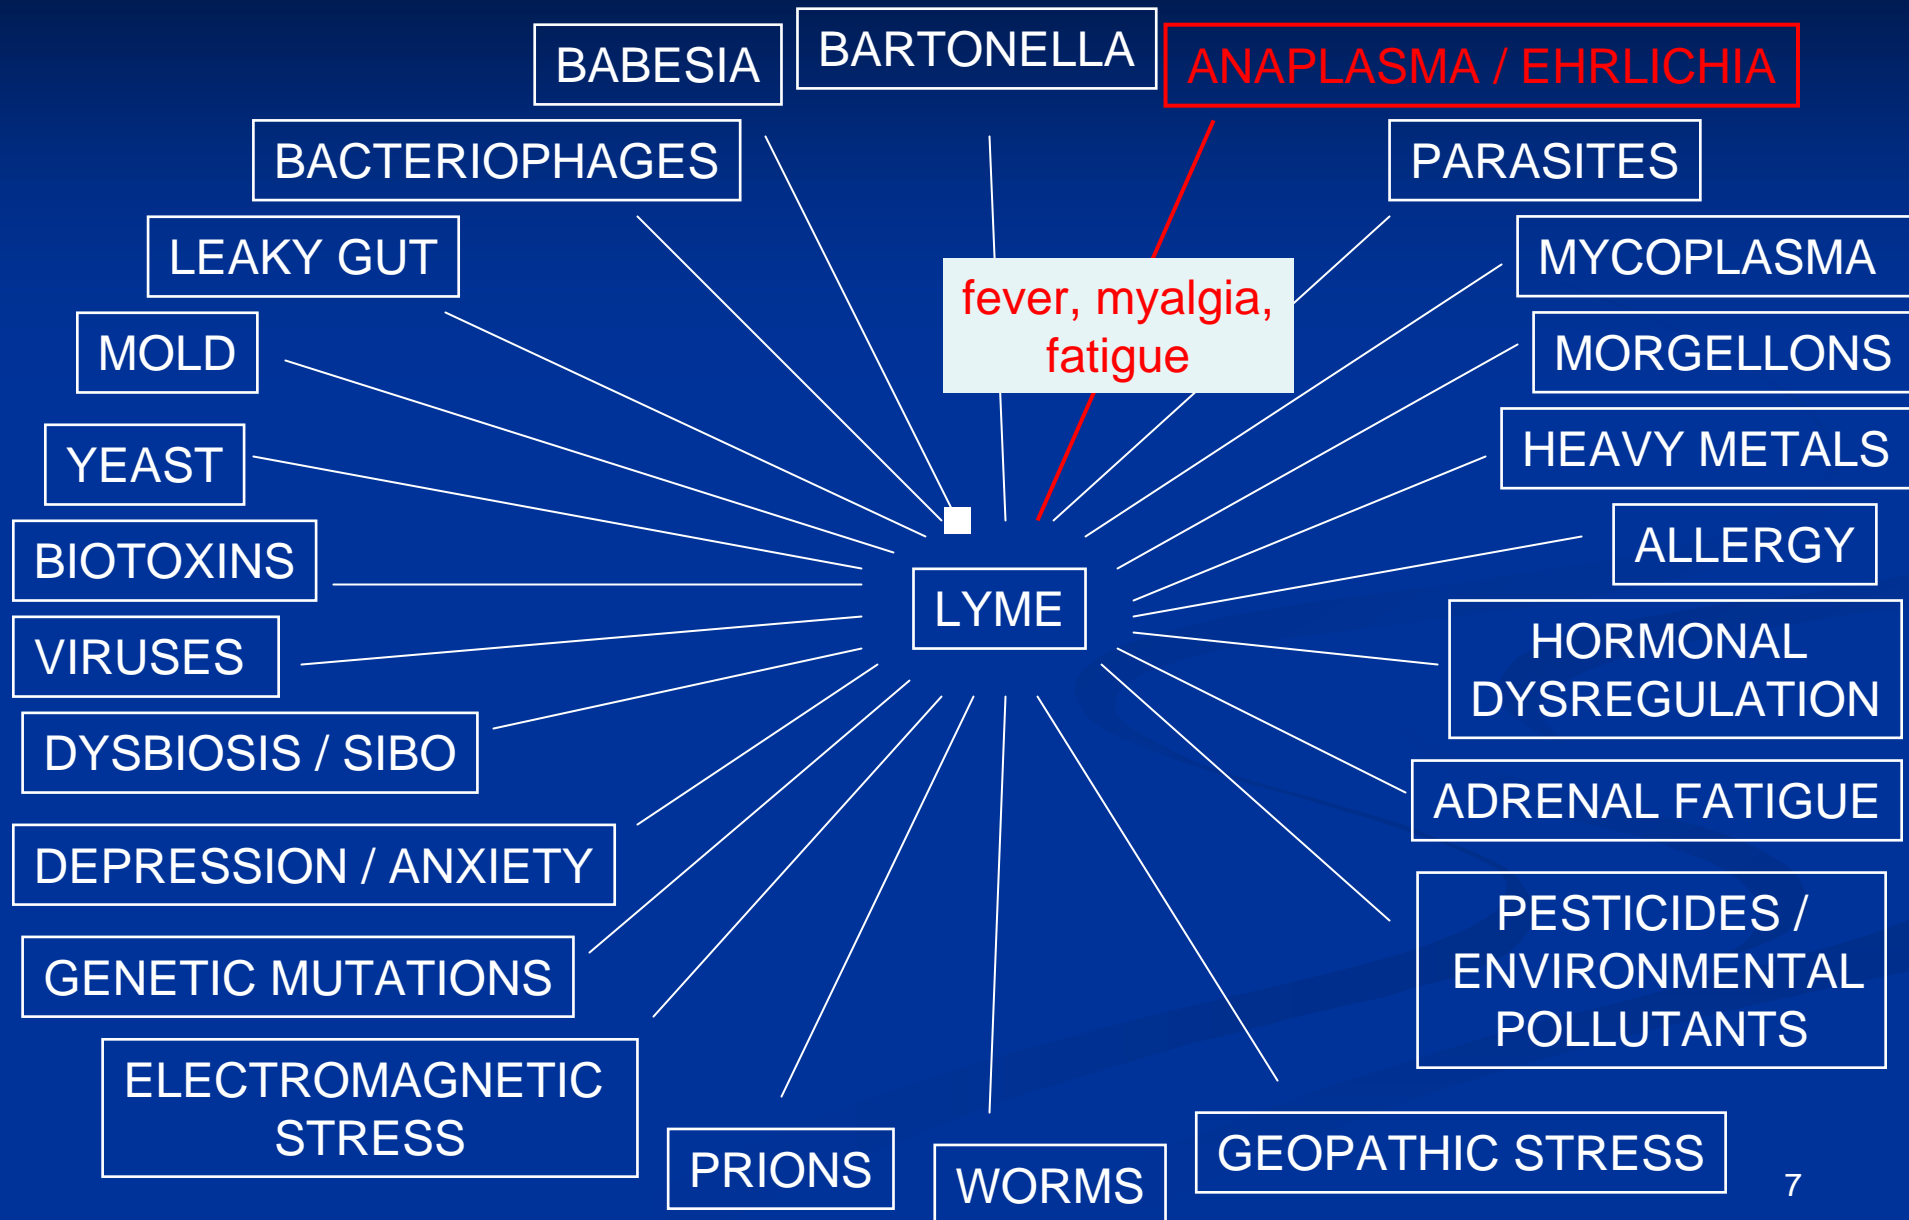 BABESIA
BARTONELLA
ANAPLASMA / EHRLICHIA
BACTERIOPHAGES
PARASITES
LEAKY GUT
MYCOPLASMA
fever, myalgia,
fatigue
MOLD
MORGELLONS
YEAST
HEAVY METALS
BIOTOXINS
ALLERGY
LYME
VIRUSES
HORMONAL
DYSREGULATION
DYSBIOSIS / SIBO
ADRENAL FATIGUE
DEPRESSION / ANXIETY
PESTICIDES /
ENVIRONMENTAL
POLLUTANTS
GENETIC MUTATIONS
ELECTROMAGNETIC
STRESS
PRIONS
WORMS
GEOPATHIC STRESS
7